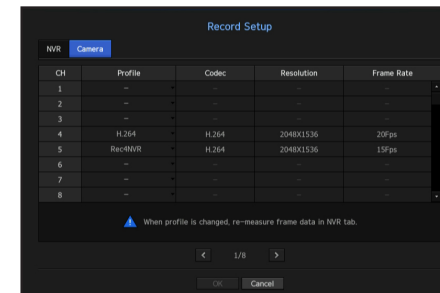 Record Setup
NVR Camera
CH Profile Codec Resolution Frame Rate
1 – – – –
2 – – – –
3 – – – –
4 H.264 H.264 2048X1536 20Fps
5 Rec4NVR H.264 2048X1536 15Fps
6 – – – –
7 – – – –
8 – – – –
When profile is changed, re-measure frame data in NVR tab.
< 1/8 >
OK Cancel